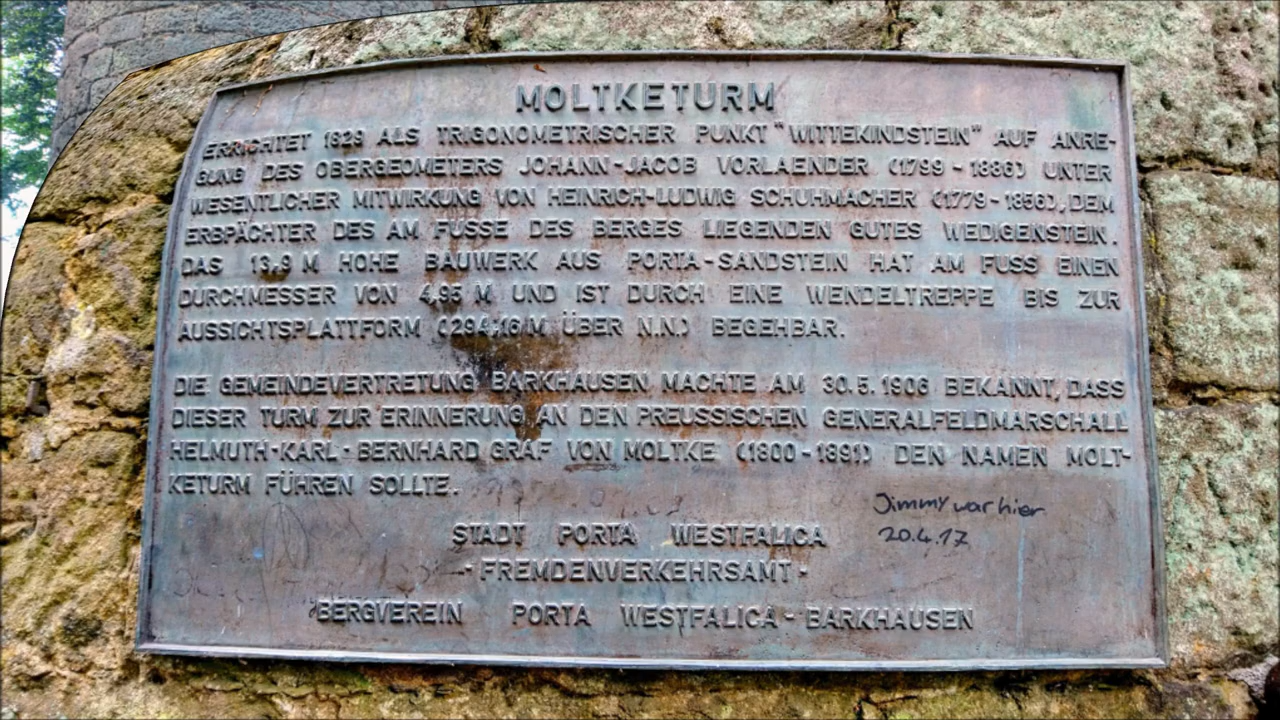 MOLTKETURM
ERRICHTET 1829 ALS TRIGONOMETRISCHER PUNKT "WITTEKINDSTEIN" AUF ANRE-
GUNG DES OBERGEOMETERS JOHANN-JACOB VORLAENDER (1799-1886) UNTER
WESENTLICHER MITWIRKUNG VON HEINRICH-LUDWIG SCHUHMACHER (1779-1856), DEM
ERBPÄCHTER DES AM FUSSE DES BERGES LIEGENDEN GUTES WEDIGENSTEIN.
DAS 13,9 M HOHE BAUWERK AUS PORTA-SANDSTEIN HAT AM FUSS EINEN
DURCHMESSER VON 4,95 M UND IST DURCH EINE WENDELTREPPE BIS ZUR
AUSSICHTSPLATTFORM (294,16 M ÜBER N.N.) BEGEHBAR.
DIE GEMEINDEVERTRETUNG BARKHAUSEN MACHTE AM 30.5.1906 BEKANNT, DASS
DIESER TURM ZUR ERINNERUNG AN DEN PREUSSISCHEN GENERALFELDMARSCHALL
HELMUTH-KARL-BERNHARD GRAF VON MOLTKE (1800-1891) DEN NAMEN MOLT-
KETURM FÜHREN SOLLTE.
Jimmy war hier
20.4.17
STADT PORTA WESTFALICA
-FREMDENVERKEHRSAMT-
BERGVEREIN PORTA WESTFALICA-BARKHAUSEN